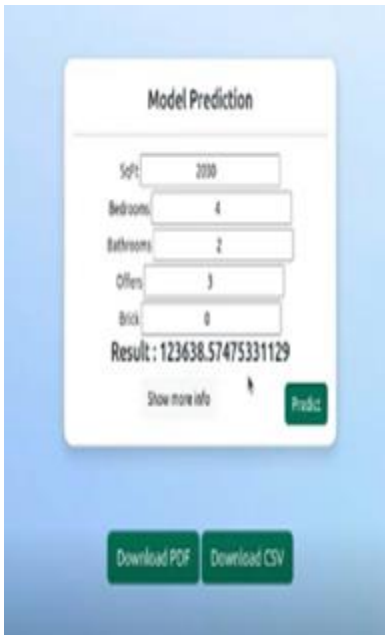 Model Prediction
SqFt 2000
Bedrooms 4
Bathrooms 2
Offers 3
Brick 0
Result : 123638.57475331129
Show more info
Predict
Download PDF Download CSV